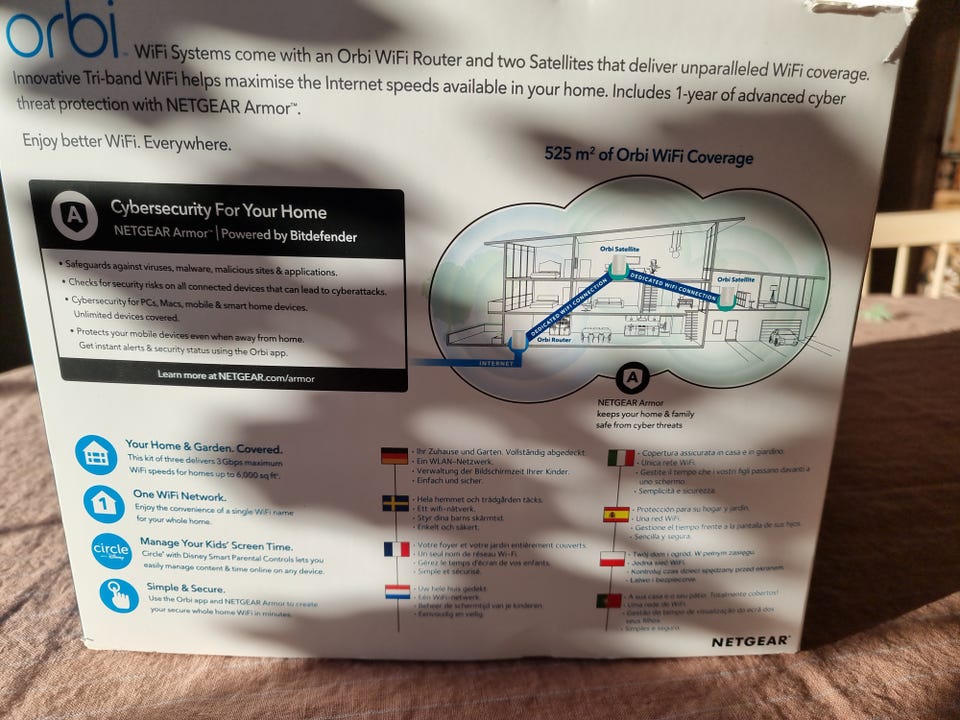 orbi™ WiFi Systems come with an Orbi WiFi Router and two Satellites that deliver unparalleled WiFi coverage.
Innovative Tri-band WiFi helps maximise the Internet speeds available in your home. Includes 1-year of advanced cyber
threat protection with NETGEAR Armor™.
Enjoy better WiFi. Everywhere.
A
Cybersecurity For Your Home
NETGEAR Armor™ | Powered by Bitdefender
• Safeguards against viruses, malware, malicious sites & applications.
• Checks for security risks on all connected devices that can lead to cyberattacks.
• Cybersecurity for PCs, Macs, mobile & smart home devices.
Unlimited devices covered.
• Protects your mobile devices even when away from home.
Get instant alerts & security status using the Orbi app.
Learn more at NETGEAR.com/armor
525 m² of Orbi WiFi Coverage
Orbi Satellite
Orbi Satellite
DEDICATED WIFI CONNECTION
DEDICATED WIFI CONNECTION
Orbi Router
INTERNET
A
NETGEAR Armor
keeps your home & family
safe from cyber threats
Your Home & Garden. Covered.
This kit of three delivers 3Gbps maximum
WiFi speeds for homes up to 6,000 sq ft.
1
One WiFi Network.
Enjoy the convenience of a single WiFi name
for your whole home.
circle
Disney
Manage Your Kids' Screen Time.
Circle® with Disney Smart Parental Controls lets you
easily manage content & time online on any device.
Simple & Secure.
Use the Orbi app and NETGEAR Armor to create
your secure whole home WiFi in minutes.
• Ihr Zuhause und Garten. Vollständig abgedeckt.
• Ein WLAN-Netzwerk.
• Verwaltung der Bildschirmzeit Ihrer Kinder.
• Einfach und sicher.
• Hela hemmet och trädgården täcks.
• Ett wifi-nätverk.
• Styr dina barns skärmtid.
• Enkelt och säkert.
• Votre foyer et votre jardin entièrement couverts.
• Un seul nom de réseau Wi-Fi.
• Gérez le temps d'écran de vos enfants.
• Simple et sécurisé.
• Uw hele huis gedekt.
• Eén WiFi-netwerk.
• Beheer de schermtijd van je kinderen.
• Eenvoudig en veilig.
• Copertura assicurata in casa e in giardino.
• Unica rete WiFi.
• Gestite il tempo che i vostri figli passano davanti a
uno schermo.
• Semplicità e sicurezza.
• Protección para su hogar y jardín.
• Una red WiFi.
• Gestione el tiempo frente a la pantalla de sus hijos.
• Sencilla y segura.
• Twój dom i ogród. W pełnym zasięgu.
• Jedna sieć WiFi.
• Kontroluj czas dzieci spędzany przed ekranem.
• Łatwo i bezpiecznie.
• A sua casa e o seu pátio. Totalmente cobertos!
• Uma rede de WiFi.
• Gestão do tempo de visualização do ecrã dos
seus filhos.
• Simples e seguro.
NETGEAR®